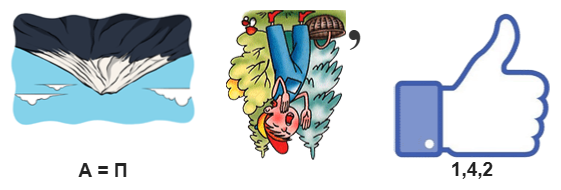 ,
А = П
1,4,2